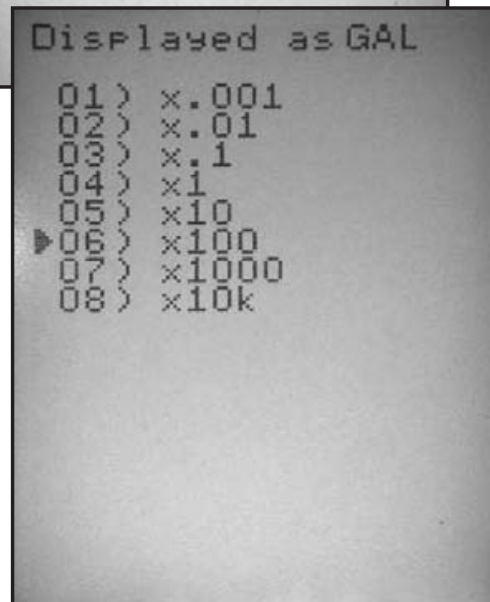 Displayed as GAL
01) x.001
02) x.01
03) x.1
04) x1
05) x10
06) x100
07) x1000
08) x10k